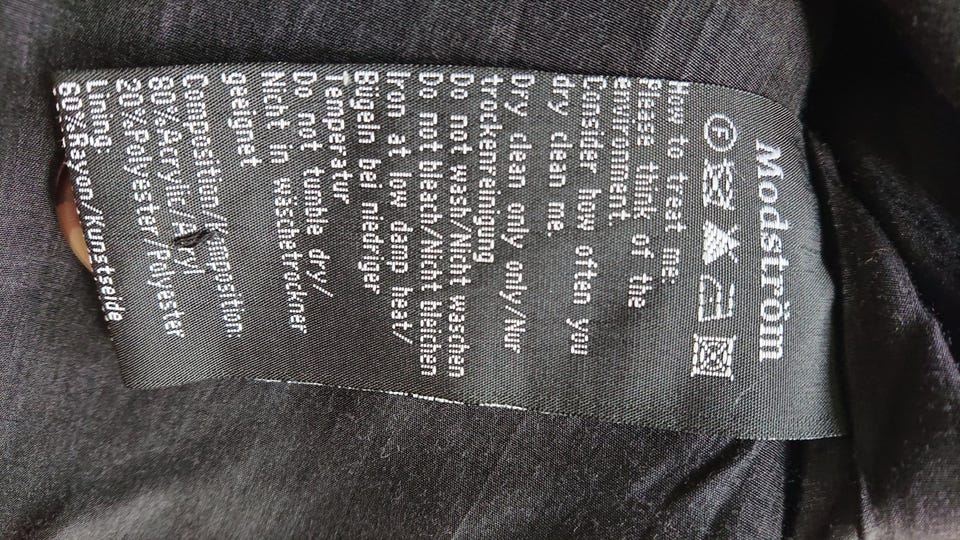 Modström
F
How to treat me:
Please think of the
environment
Consider how often you
dry clean me.
Dry clean only/Nur
trockenreinigung
Do not wash/Nicht waschen
Do not bleach/Nicht bleichen
Iron at low damp heat/
Bügeln bei niedriger
Temperatur
Do not tumble dry/
Nicht in waschetrockner
geeignet
Composition/Composition
80%Acrylic/Acryl
20%Polyester/Polyester
Lining:
60%Rayon/Kunstseide